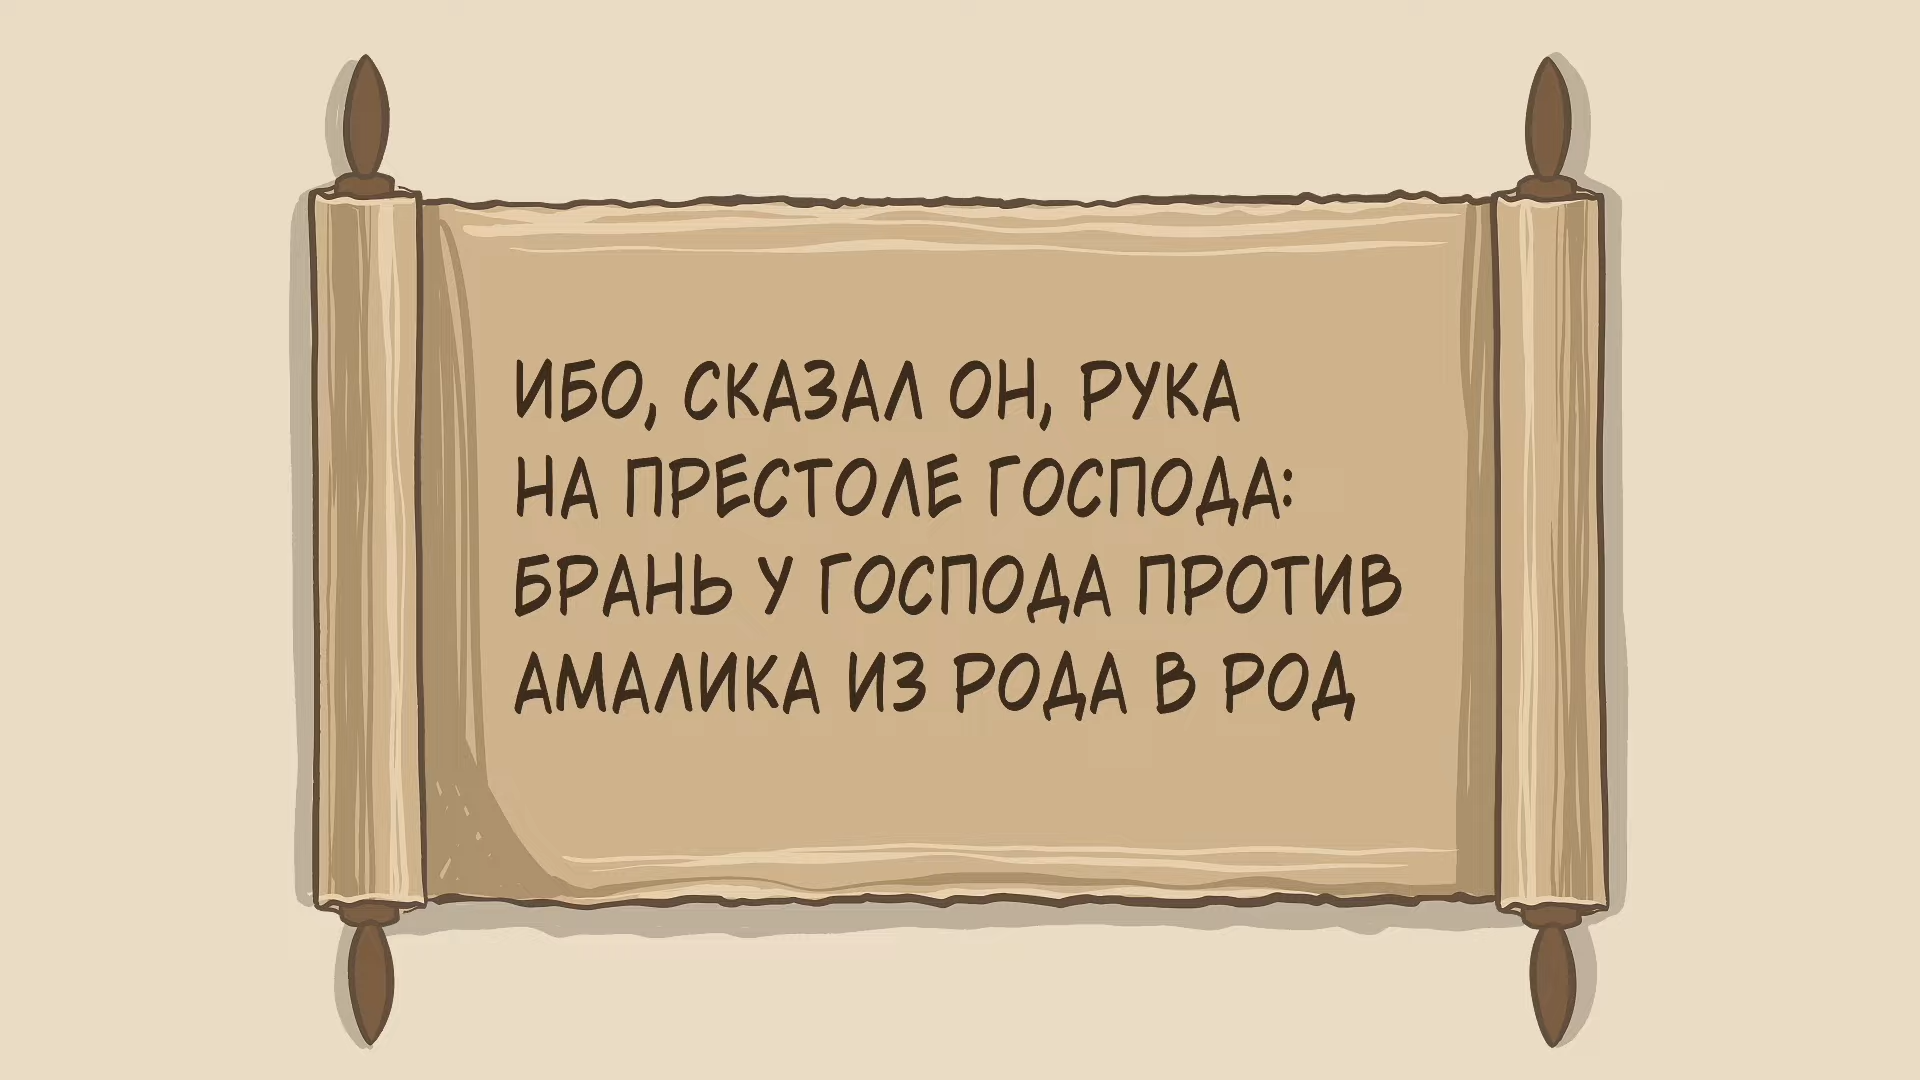 ИБО, СКАЗАЛ ОН, РУКА
НА ПРЕСТОЛЕ ГОСПОДА:
БРАНЬ У ГОСПОДА ПРОТИВ
АМАЛИКА ИЗ РОДА В РОД